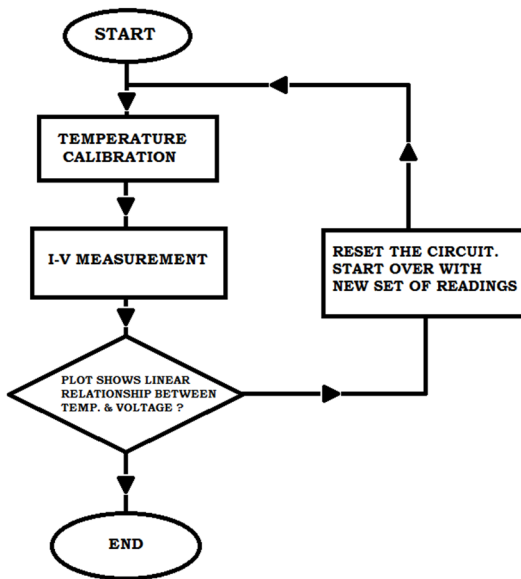 START
TEMPERATURE
CALIBRATION
I-V MEASUREMENT
RESET THE CIRCUIT.
START OVER WITH
NEW SET OF READINGS
PLOT SHOWS LINEAR
RELATIONSHIP BETWEEN
TEMP. & VOLTAGE ?
END